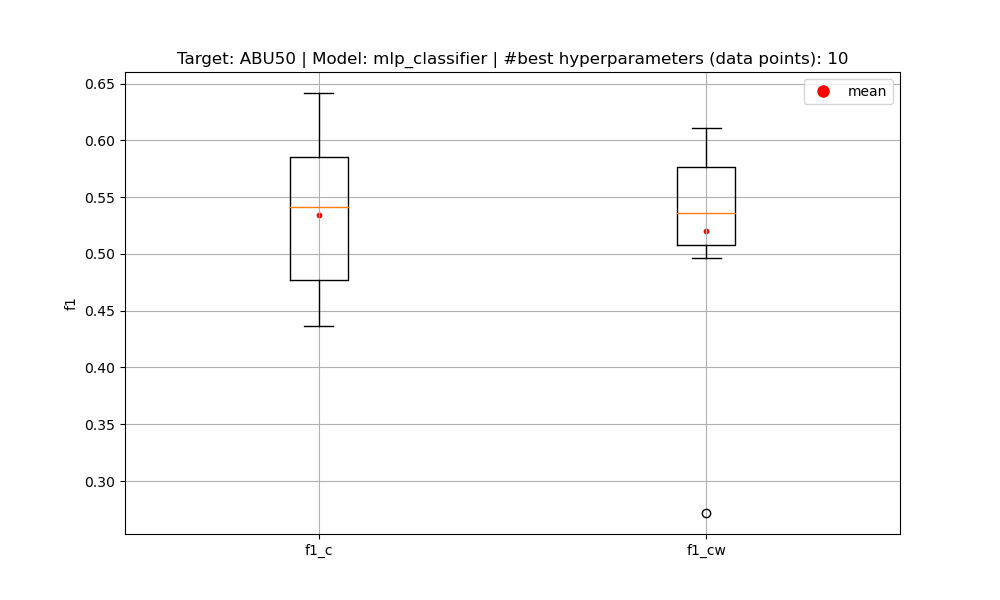 Target: ABU50 | Model: mlp_classifier | #best hyperparameters (data points): 10
mean
0.65
0.60
0.55
0.50
0.45
0.40
0.35
0.30
f1
f1_c
f1_cw